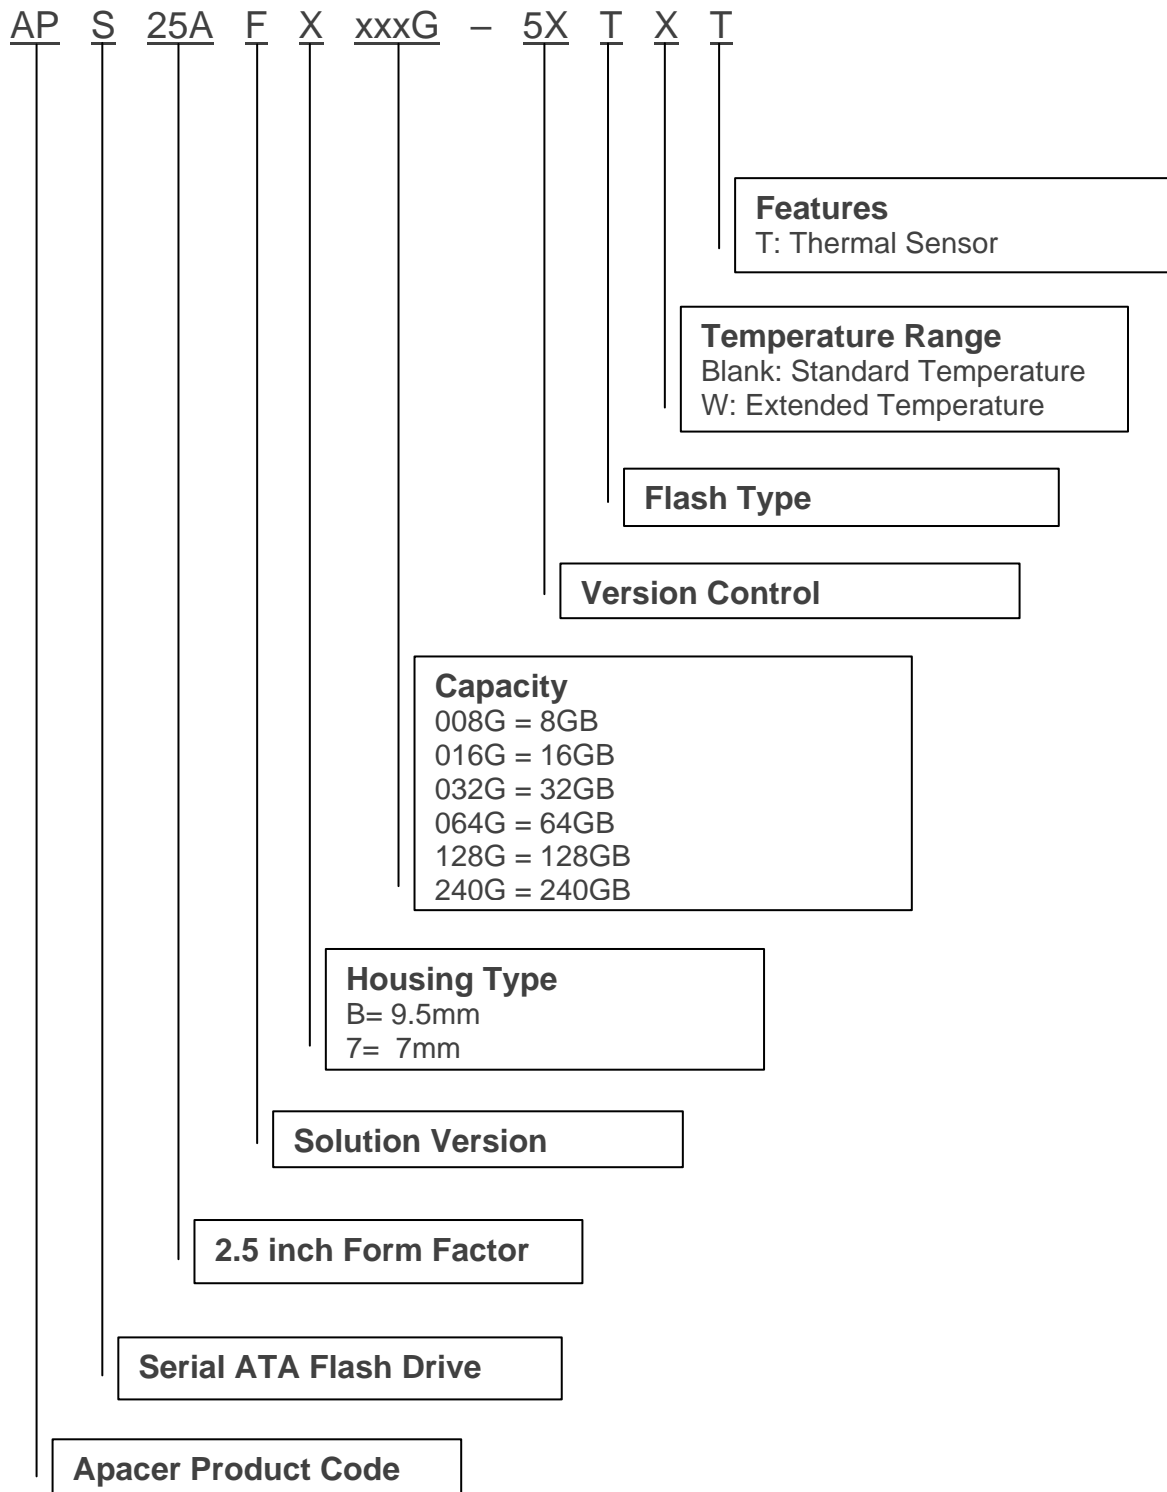 AP S 25A F X xxxG – 5X T X T
Features
T: Thermal Sensor
Temperature Range
Blank: Standard Temperature
W: Extended Temperature
Flash Type
Version Control
Capacity
008G = 8GB
016G = 16GB
032G = 32GB
064G = 64GB
128G = 128GB
240G = 240GB
Housing Type
B= 9.5mm
7= 7mm
Solution Version
2.5 inch Form Factor
Serial ATA Flash Drive
Apacer Product Code